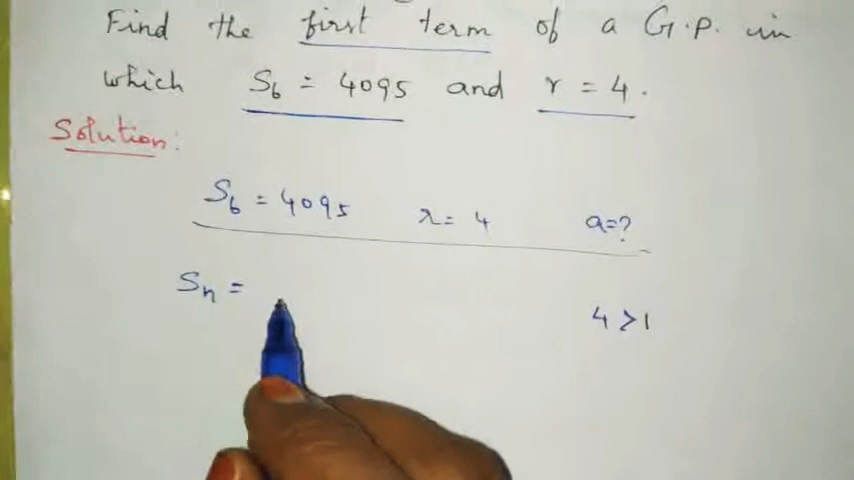 Find the first term of a G.P. in
which S₆ = 4095 and r = 4.
Solution:
S₆ = 4095 r = 4 a=?
Sₙ =
4 > 1